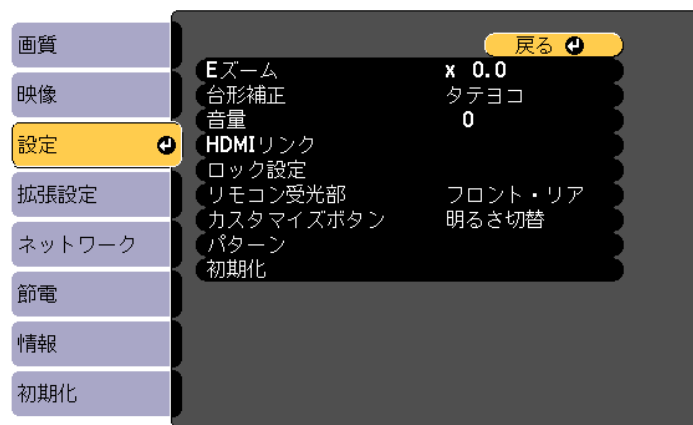 画質
映像
設定
拡張設定
ネットワーク
節電
情報
初期化
戻る
Eズーム x 0.0
台形補正 タテヨコ
音量 0
HDMIリンク
ロック設定
リモコン受光部 フロント・リア
カスタマイズボタン 明るさ切替
パターン
初期化